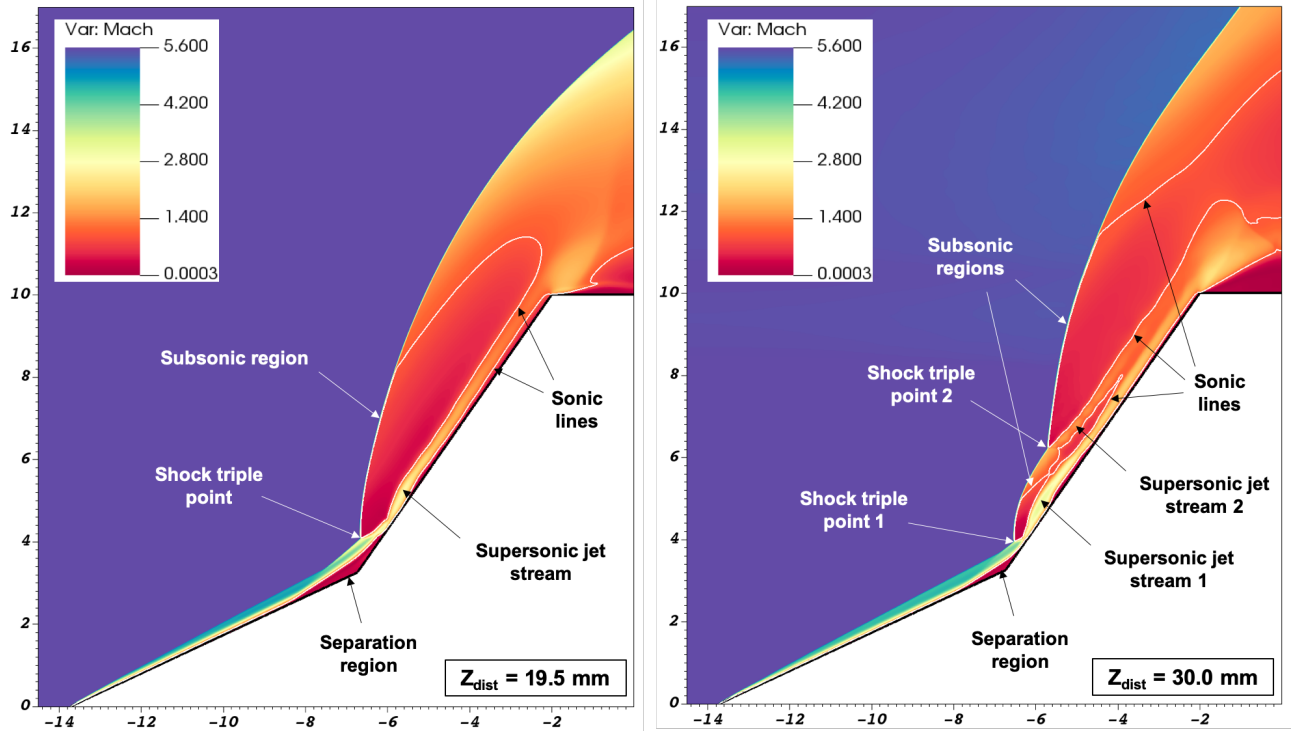 Var: Mach
5.600
4.200
2.800
1.400
0.0003
16
14
12
10
8
6
4
2
0
-14
-12
-10
-8
-6
-4
-2
Subsonic region
Shock triple
point
Sonic
lines
Supersonic jet
stream
Separation
region
Zdist = 19.5 mm
Var: Mach
5.600
4.200
2.800
1.400
0.0003
16
14
12
10
8
6
4
2
0
-14
-12
-10
-8
-6
-4
-2
Subsonic
regions
Shock triple
point 2
Sonic
lines
Shock triple
point 1
Supersonic jet
stream 2
Supersonic jet
stream 1
Separation
region
Zdist = 30.0 mm